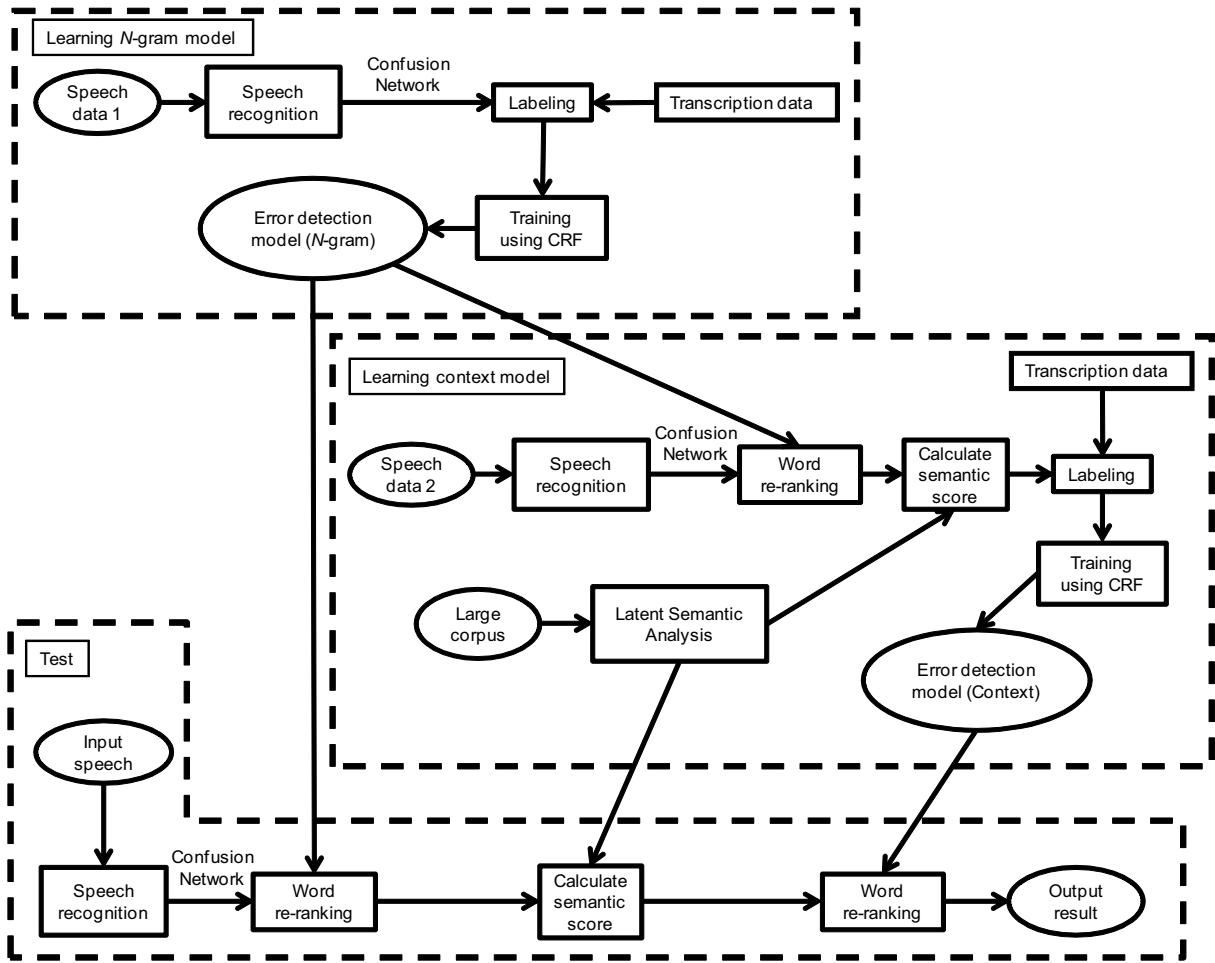 Learning N-gram model
Speech
data 1
Speech
recognition
Confusion
Network
Labeling
Transcription data
Error detection
model (N-gram)
Training
using CRF
Learning context model
Transcription data
Speech
data 2
Speech
recognition
Confusion
Network
Word
re-ranking
Calculate
semantic
score
Labeling
Training
using CRF
Large
corpus
Latent Semantic
Analysis
Error detection
model (Context)
Test
Input
speech
Speech
recognition
Confusion
Network
Word
re-ranking
Calculate
semantic
score
Word
re-ranking
Output
result